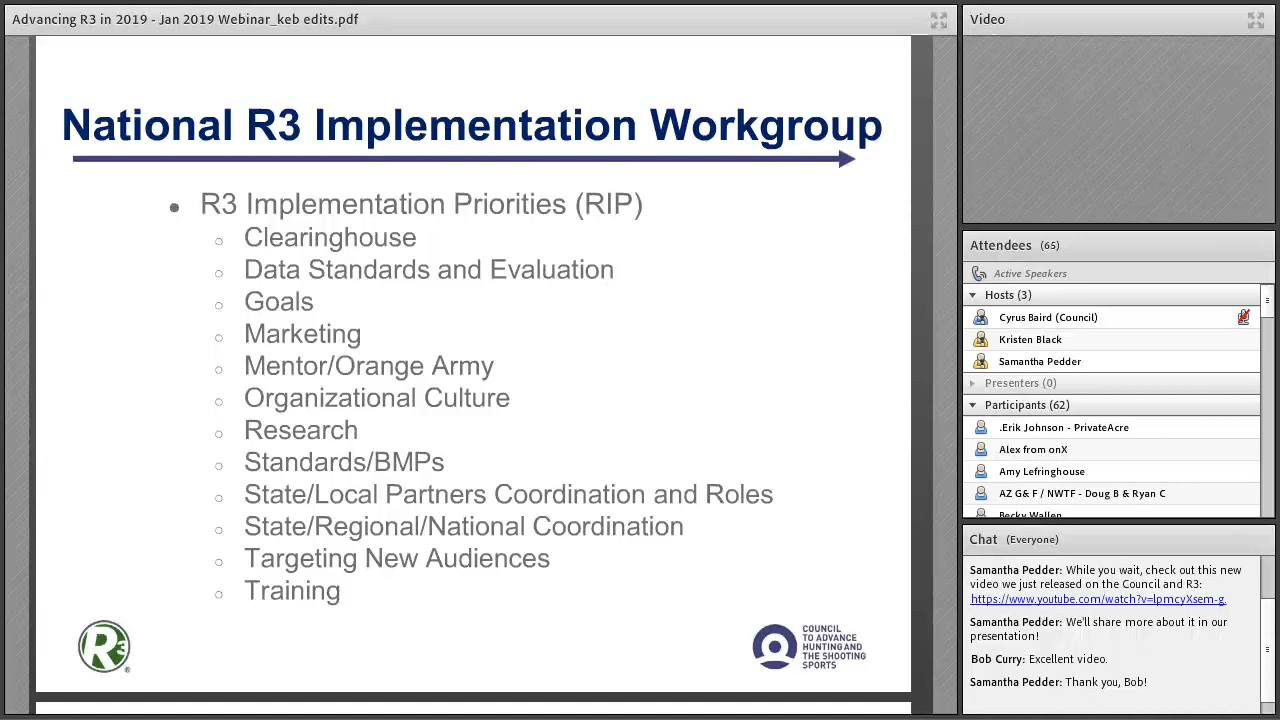 Advancing R3 in 2019 - Jan 2019 Webinar_keb edits.pdf
National R3 Implementation Workgroup
R3 Implementation Priorities (RIP)
Clearinghouse
Data Standards and Evaluation
Goals
Marketing
Mentor/Orange Army
Organizational Culture
Research
Standards/BMPs
State/Local Partners Coordination and Roles
State/Regional/National Coordination
Targeting New Audiences
Training
R3
COUNCIL
TO ADVANCE
HUNTING AND
THE SHOOTING
SPORTS
Video
Attendees (65)
Active Speakers
Hosts (3)
Cyrus Baird (Council)
Kristen Black
Samantha Pedder
Presenters (0)
Participants (62)
.Erik Johnson - PrivateAcre
Alex from onX
Amy Lefringhouse
AZ G& F / NWTF - Doug B & Ryan C
Becky Wallen
Chat (Everyone)
Samantha Pedder: While you wait, check out this new
video we just released on the Council and R3:
https://www.youtube.com/watch?v=lpmcyXsem-g.
Samantha Pedder: We'll share more about it in our
presentation!
Bob Curry: Excellent video.
Samantha Pedder: Thank you, Bob!